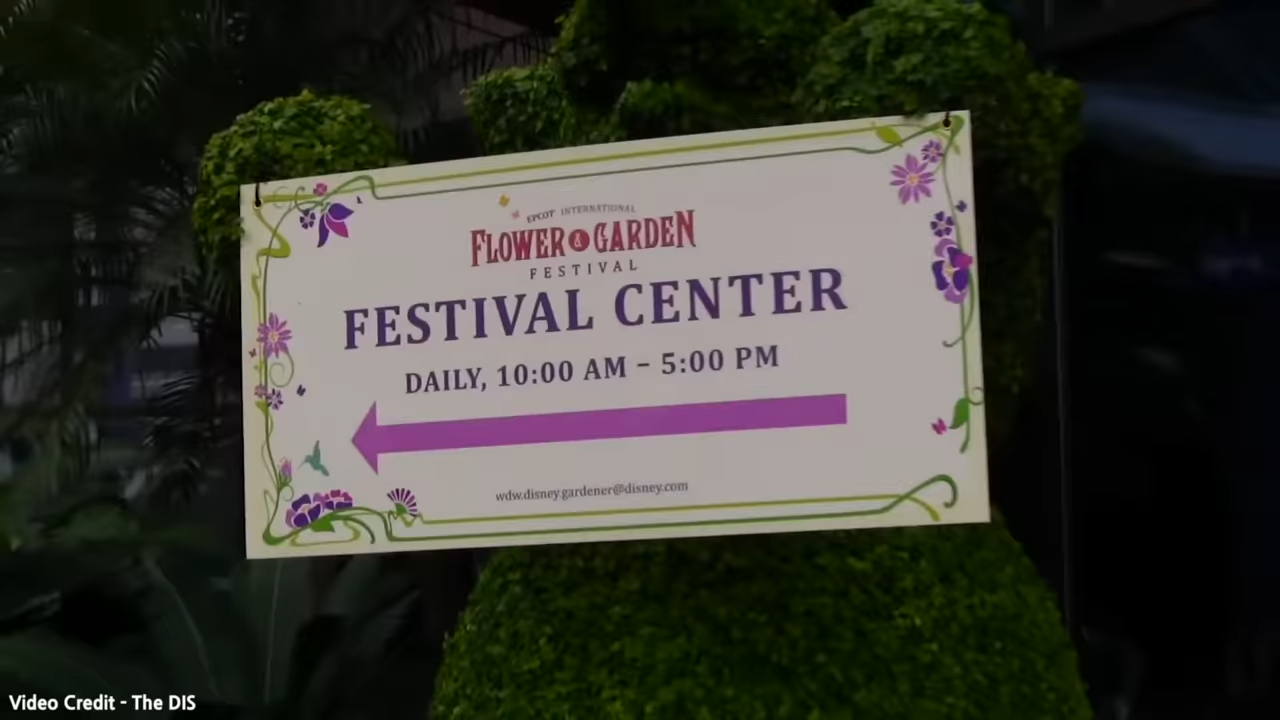 EPCOT INTERNATIONAL
FLOWER & GARDEN
FESTIVAL
FESTIVAL CENTER
DAILY, 10:00 AM – 5:00 PM
wdw.disney.gardener@disney.com
Video Credit - The DIS